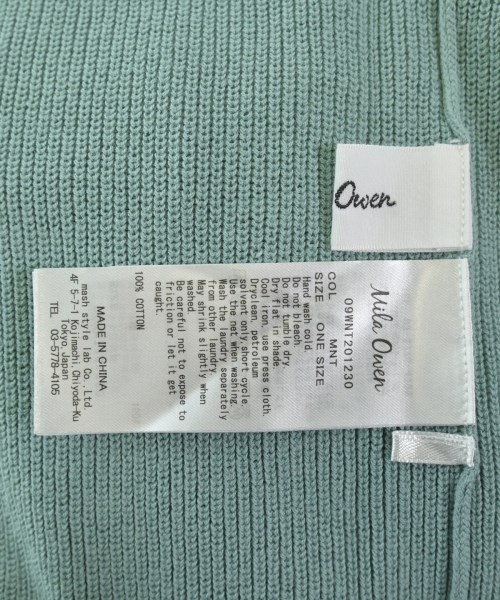 Owen
Mila Owen
09WNT201230
COL MNT
SIZE ONE SIZE
Hand wash cold.
Do not bleach.
Do not tumble dry.
Dry flat in shade.
Cool iron, use press cloth.
Dryclean, petroleum
solvent only,short cycle.
Use the net when washing.
Wash the laundry separately
from other laundry.
May shrink slightly when
washed.
Be careful not to expose to
friction or let it get
caught.
100% COTTON
MADE IN CHINA
mash style lab Co.,Ltd.
4F 5-7-1 Kojimachi,Chiyoda-Ku
Tokyo,Japan
TEL 03-5778-4105